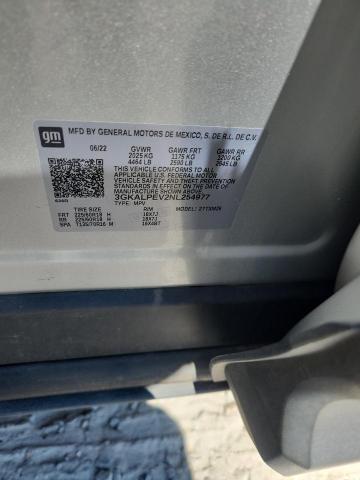 gm
MFD BY GENERAL MOTORS DE MEXICO, S. DE R.L. DE C.V.
06/22 GVWR GAWR FRT GAWR RR
2025 KG 1175 KG 1200 KG
4464 LB 2590 LB 2645 LB
THIS VEHICLE CONFORMS TO ALL
APPLICABLE U.S. FEDERAL MOTOR
VEHICLE SAFETY, BUMPER, AND THEFT
PREVENTION STANDARDS IN EFFECT ON
THE DATE OF MANUFACTURE SHOWN ABOVE.
3GKALPEV2NL254977
TYPE: MPV MODEL:
TIRE SIZE RIM
FRT 225/60R18 H 18X7J
RR 225/60R18 H 18X7J
SPA T135/70R16 M 16X4BT